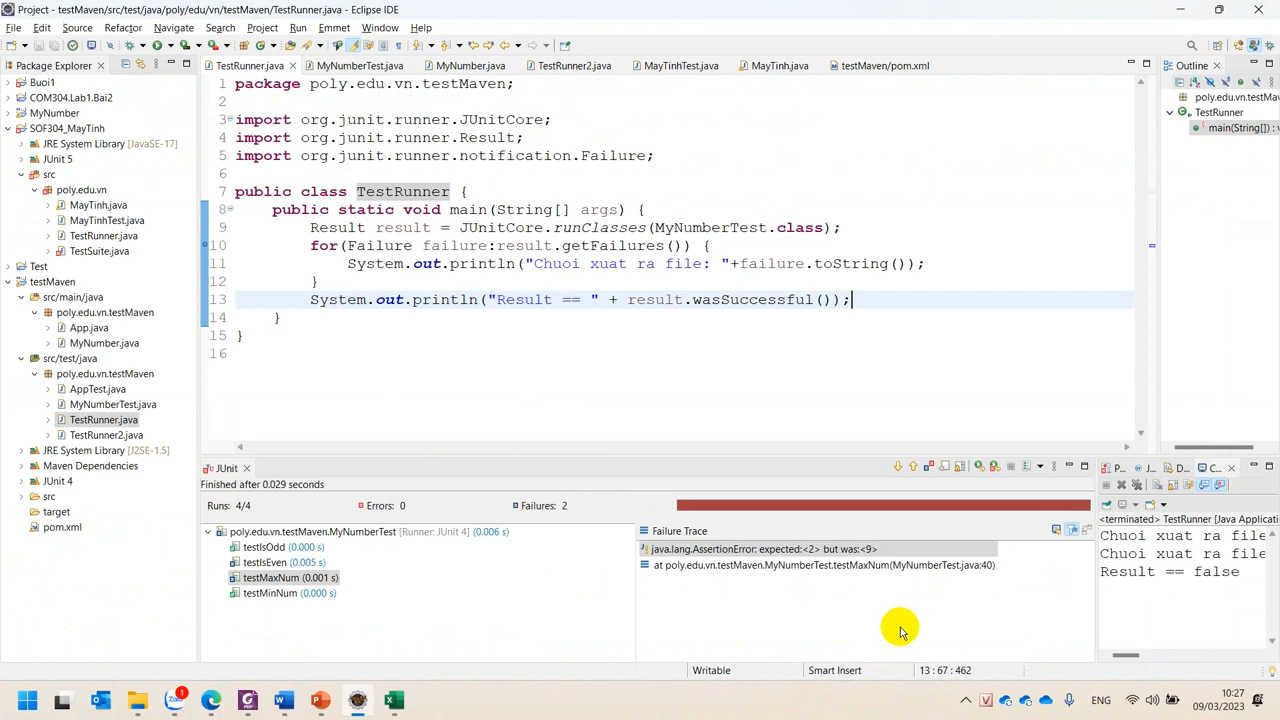 Project - testMaven/src/test/java/poly/edu/vn/testMaven/TestRunner.java - Eclipse IDE
File Edit Source Refactor Navigate Search Project Run Emmet Window Help
Package Explorer
Buoi1
COM304.Lab1.Bai2
MyNumber
SOF304_MayTinh
JRE System Library [JavaSE-17]
JUnit 5
src
poly.edu.vn
MayTinh.java
MayTinhTest.java
TestRunner.java
TestSuite.java
Test
testMaven
src/main/java
poly.edu.vn.testMaven
App.java
MyNumber.java
src/test/java
poly.edu.vn.testMaven
AppTest.java
MyNumberTest.java
TestRunner.java
TestRunner2.java
JRE System Library [J2SE-1.5]
Maven Dependencies
JUnit 4
src
target
pom.xml
TestRunner.java MyNumberTest.java MyNumber.java TestRunner2.java MayTinhTest.java MayTinh.java testMaven/pom.xml
1 package poly.edu.vn.testMaven;
2
3 import org.junit.runner.JUnitCore;
4 import org.junit.runner.Result;
5 import org.junit.runner.notification.Failure;
6
7 public class TestRunner {
8 public static void main(String[] args) {
9 Result result = JUnitCore.runClasses(MyNumberTest.class);
10 for(Failure failure:result.getFailures()) {
11 System.out.println("Chuoi xuat ra file: "+failure.toString());
12 }
13 System.out.println("Result == " + result.wasSuccessful());
14 }
15 }
16
Outline
poly.edu.vn.testMav
TestRunner
main(String[]) : v
JUnit
Finished after 0.029 seconds
Runs: 4/4 Errors: 0 Failures: 2
poly.edu.vn.testMaven.MyNumberTest [Runner: JUnit 4] (0.006 s)
testIsOdd (0.000 s)
testIsEven (0.005 s)
testMaxNum (0.001 s)
testMinNum (0.000 s)
Failure Trace
java.lang.AssertionError: expected:<2> but was:<9>
at poly.edu.vn.testMaven.MyNumberTest.testMaxNum(MyNumberTest.java:40)
P... J... D... C...
<terminated> TestRunner [Java Applicati
Chuoi xuat ra file
Chuoi xuat ra file
Result == false
Writable Smart Insert 13 : 67 : 462
Zalo 1
ENG
10:27
09/03/2023